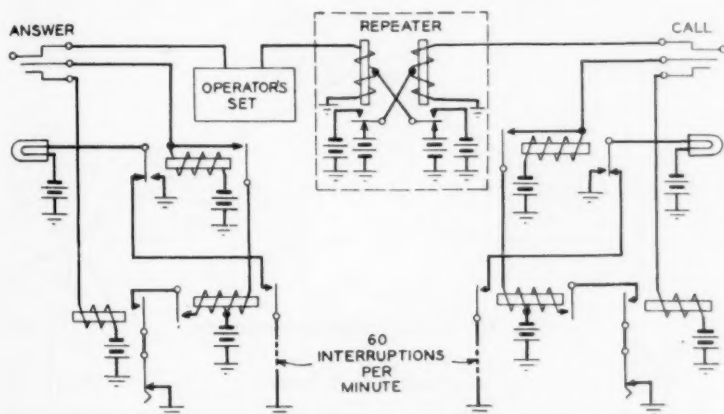 ANSWER
REPEATER
CALL
OPERATOR'S
SET
60
INTERRUPTIONS
PER
MINUTE